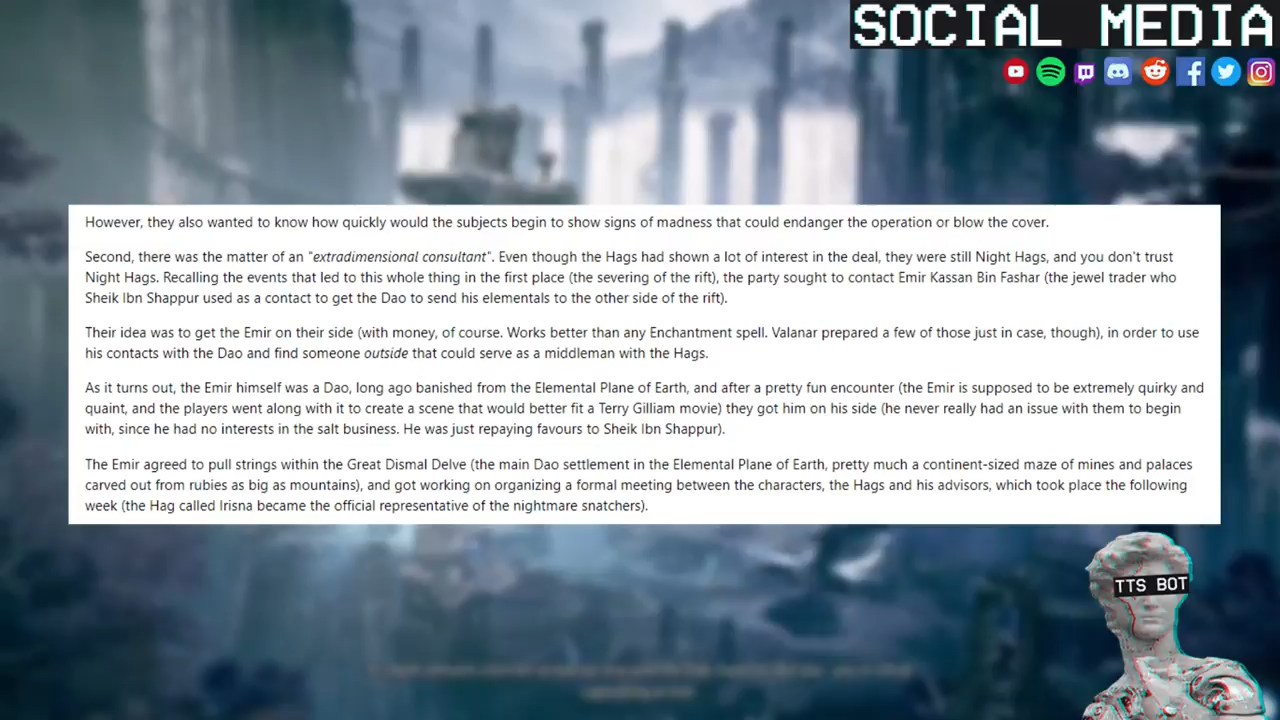 SOCIAL MEDIA
However, they also wanted to know how quickly would the subjects begin to show signs of madness that could endanger the operation or blow the cover.
Second, there was the matter of an "extradimensional consultant". Even though the Hags had shown a lot of interest in the deal, they were still Night Hags, and you don't trust
Night Hags. Recalling the events that led to this whole thing in the first place (the severing of the rift), the party sought to contact Emir Kassan Bin Fashar (the jewel trader who
Sheik Ibn Shappur used as a contact to get the Dao to send his elementals to the other side of the rift).
Their idea was to get the Emir on their side (with money, of course. Works better than any Enchantment spell. Valanar prepared a few of those just in case, though), in order to use
his contacts with the Dao and find someone outside that could serve as a middleman with the Hags.
As it turns out, the Emir himself was a Dao, long ago banished from the Elemental Plane of Earth, and after a pretty fun encounter (the Emir is supposed to be extremely quirky and
quaint, and the players went along with it to create a scene that would better fit a Terry Gilliam movie) they got him on his side (he never really had an issue with them to begin
with, since he had no interests in the salt business. He was just repaying favours to Sheik Ibn Shappur).
The Emir agreed to pull strings within the Great Dismal Delve (the main Dao settlement in the Elemental Plane of Earth, pretty much a continent-sized maze of mines and palaces
carved out from rubies as big as mountains), and got working on organizing a formal meeting between the characters, the Hags and his advisors, which took place the following
week (the Hag called Irisna became the official representative of the nightmare snatchers).
TTS BOT